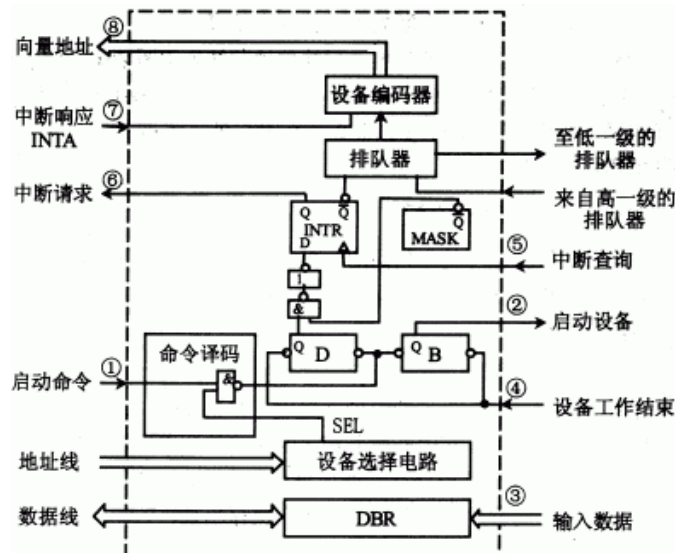 ⑧
向量地址
设备编码器
中断响应 ⑦
INTA
排队器
至低一级的
排队器
中断请求 ⑥
来自高一级的
排队器
Q Q
INTR
D
Q
MASK
⑤
中断查询
1
&
②
启动设备
命令译码
Q D
Q B
①
启动命令
&
④
设备工作结束
SEL
地址线
设备选择电路
③
数据线
DBR
输入数据